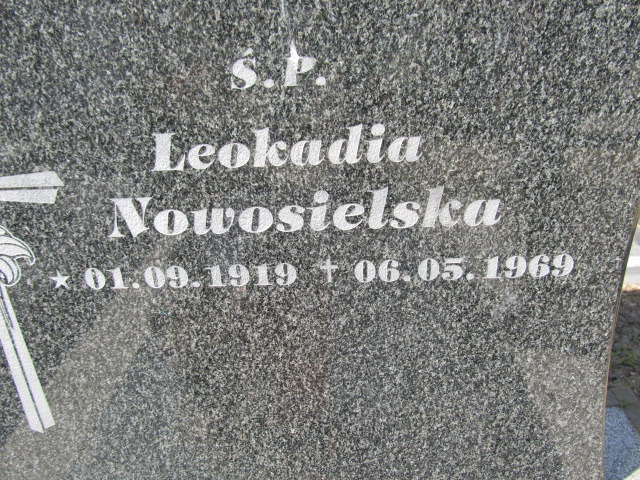 Ś.P.
Leokadia
Nowosielska
★ 01.09.1919 ✝ 06.05.1969